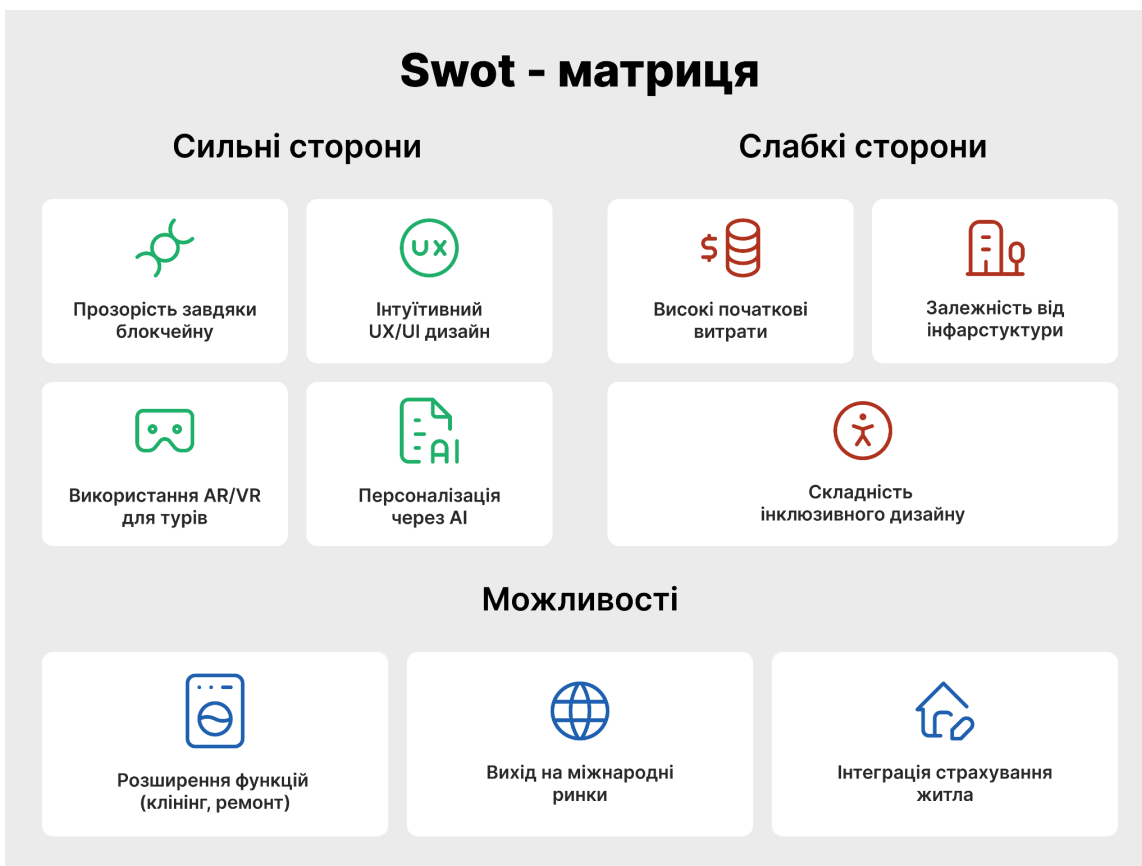 Swot - матриця
Сильні сторони
Прозорість завдяки
блокчейну
UX
Інтуїтивний
UX/UI дизайн
Використання AR/VR
для турів
AI
Персоналізація
через AI
Слабкі сторони
$
Високі початкові
витрати
Залежність від
інфарстуктури
Складність
інклюзивного дизайну
Можливості
Розширення функцій
(клінінг, ремонт)
Вихід на міжнародні
ринки
Інтеграція страхування
житла